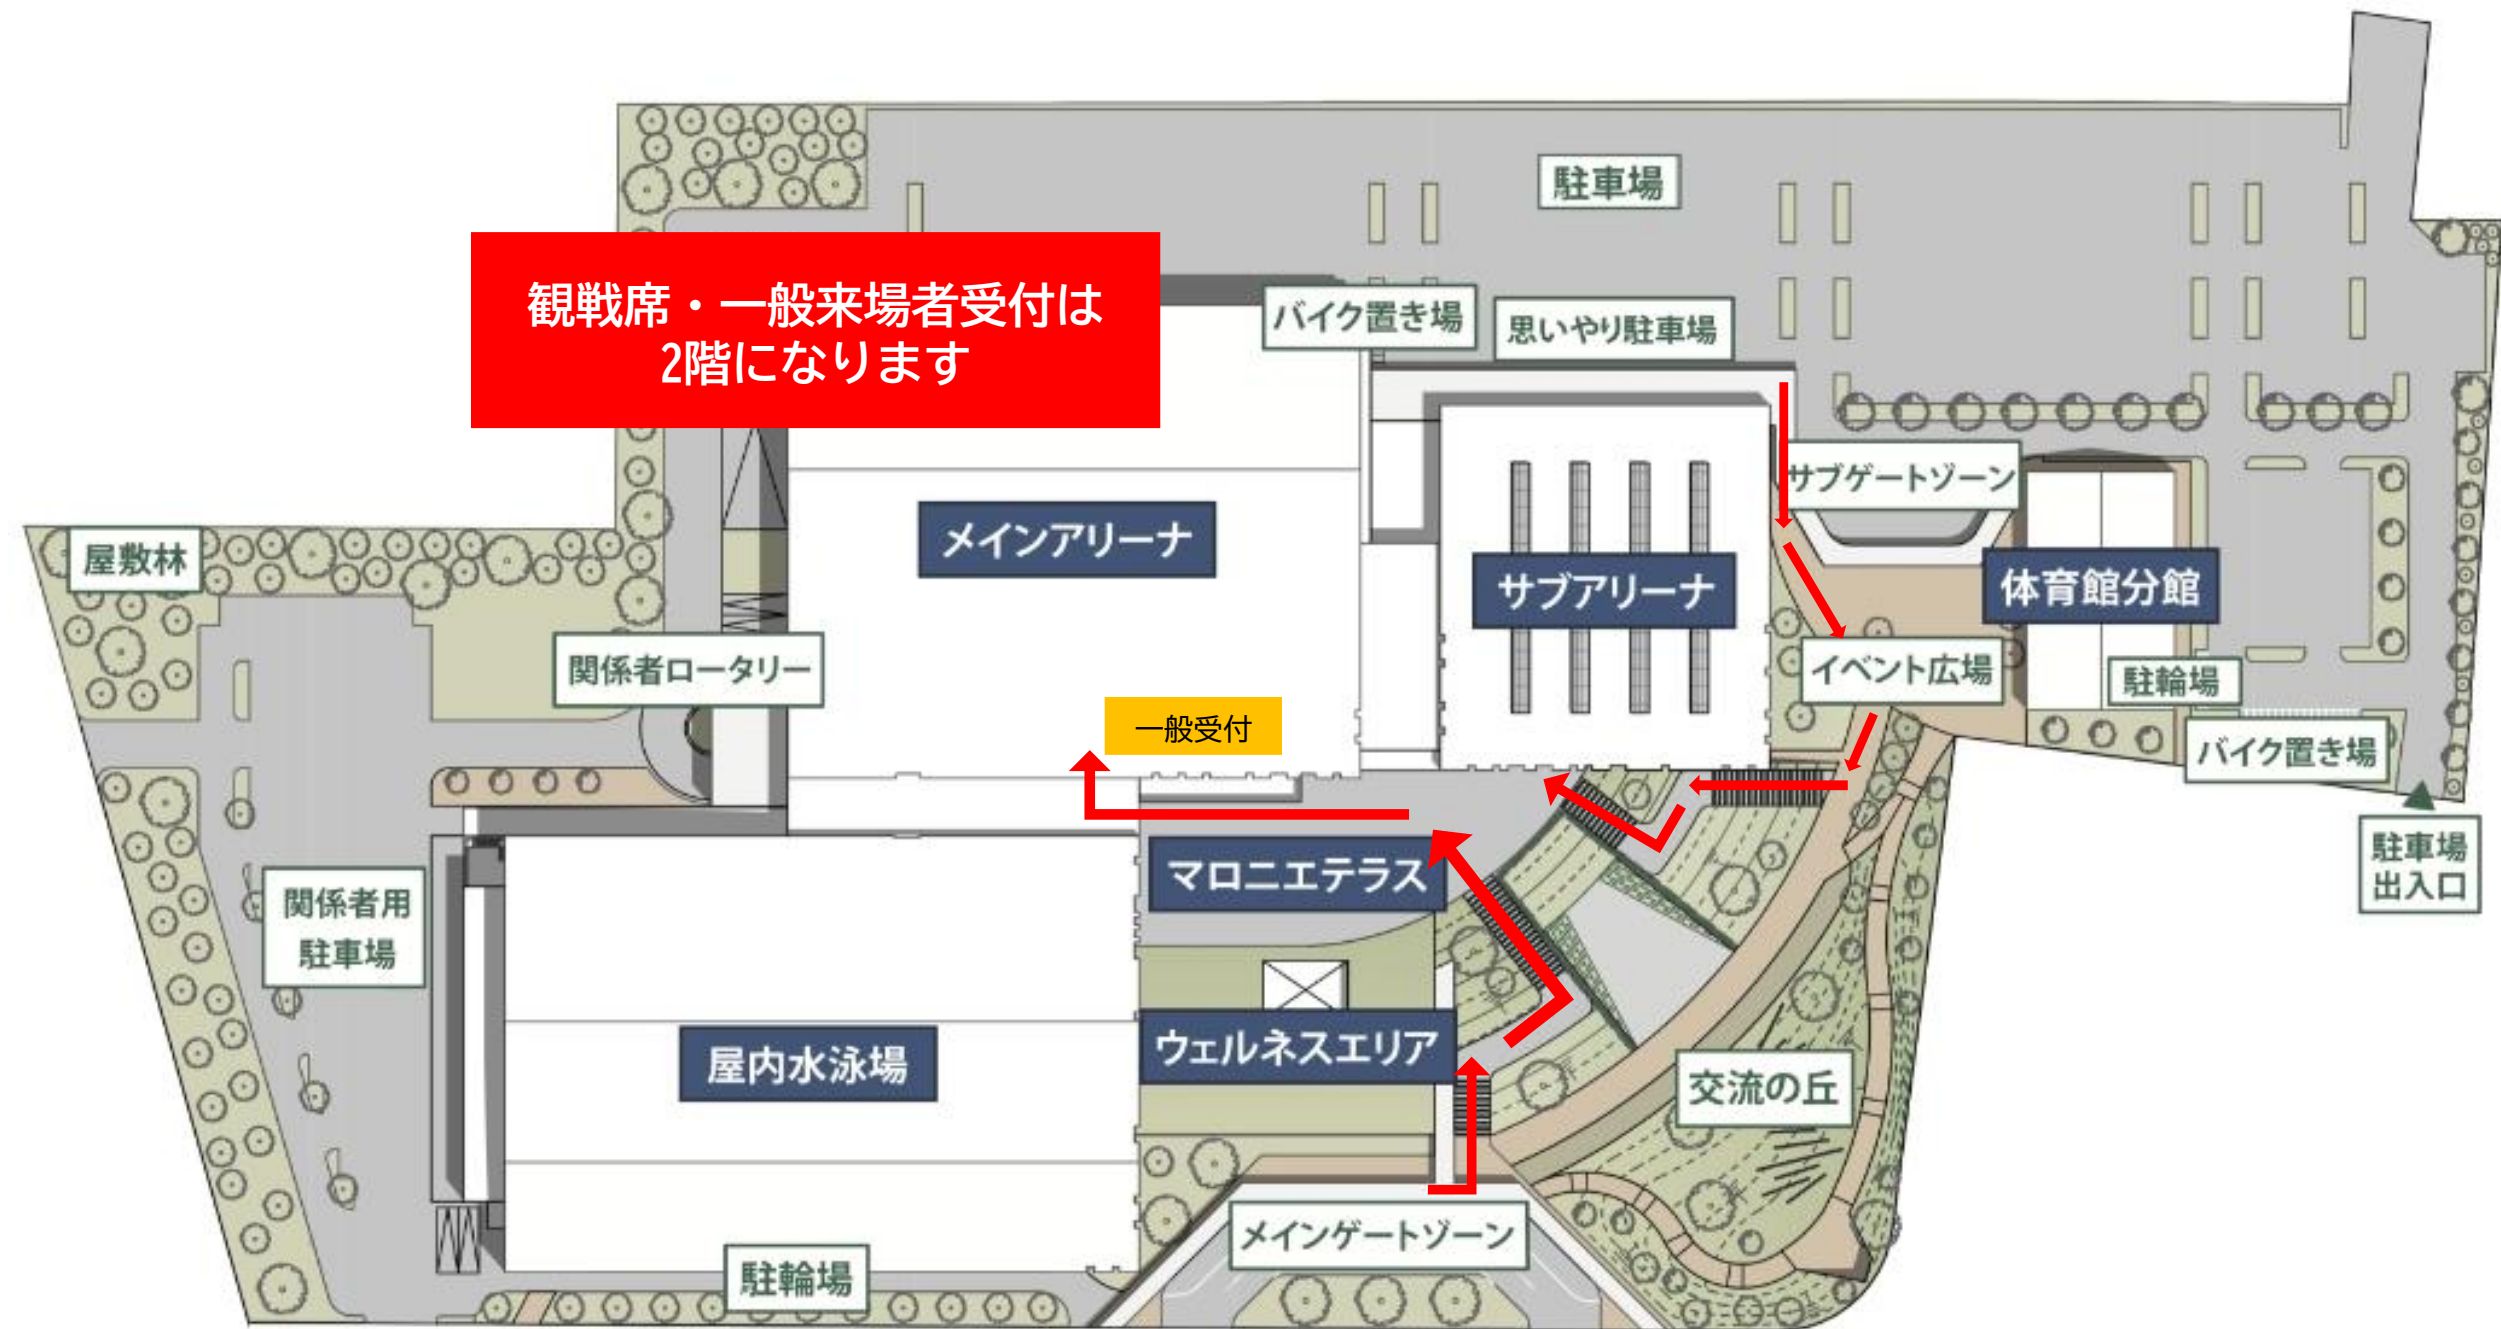 駐車場
観戦席・一般来場者受付は
2階になります
バイク置き場
思いやり駐車場
サブゲートゾーン
メインアリーナ
屋敷林
サブアリーナ
体育館分館
関係者ロータリー
イベント広場
駐輪場
一般受付
バイク置き場
マロニエテラス
駐車場
出入口
関係者用
駐車場
ウェルネスエリア
屋内水泳場
交流の丘
メインゲートゾーン
駐輪場